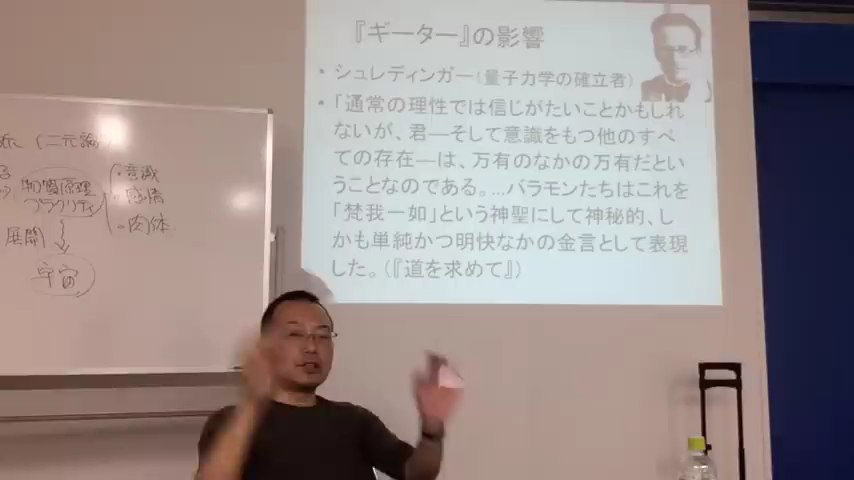 『ギーター』の影響
・シュレディンガー（量子力学の確立者）
・「通常の理性では信じがたいことかもしれ
ないが、君―そして意識をもつ他のすべ
ての存在―は、万有のなかの万有だとい
うことなのである。…バラモンたちはこれを
「梵我一如」という神聖にして神秘的、し
かも単純かつ明快なかの金言として表現
した。（『道を求めて』）
（二元論）
物質原理
プラクリティ
・意識
・感情
・肉体
展開
宇宙